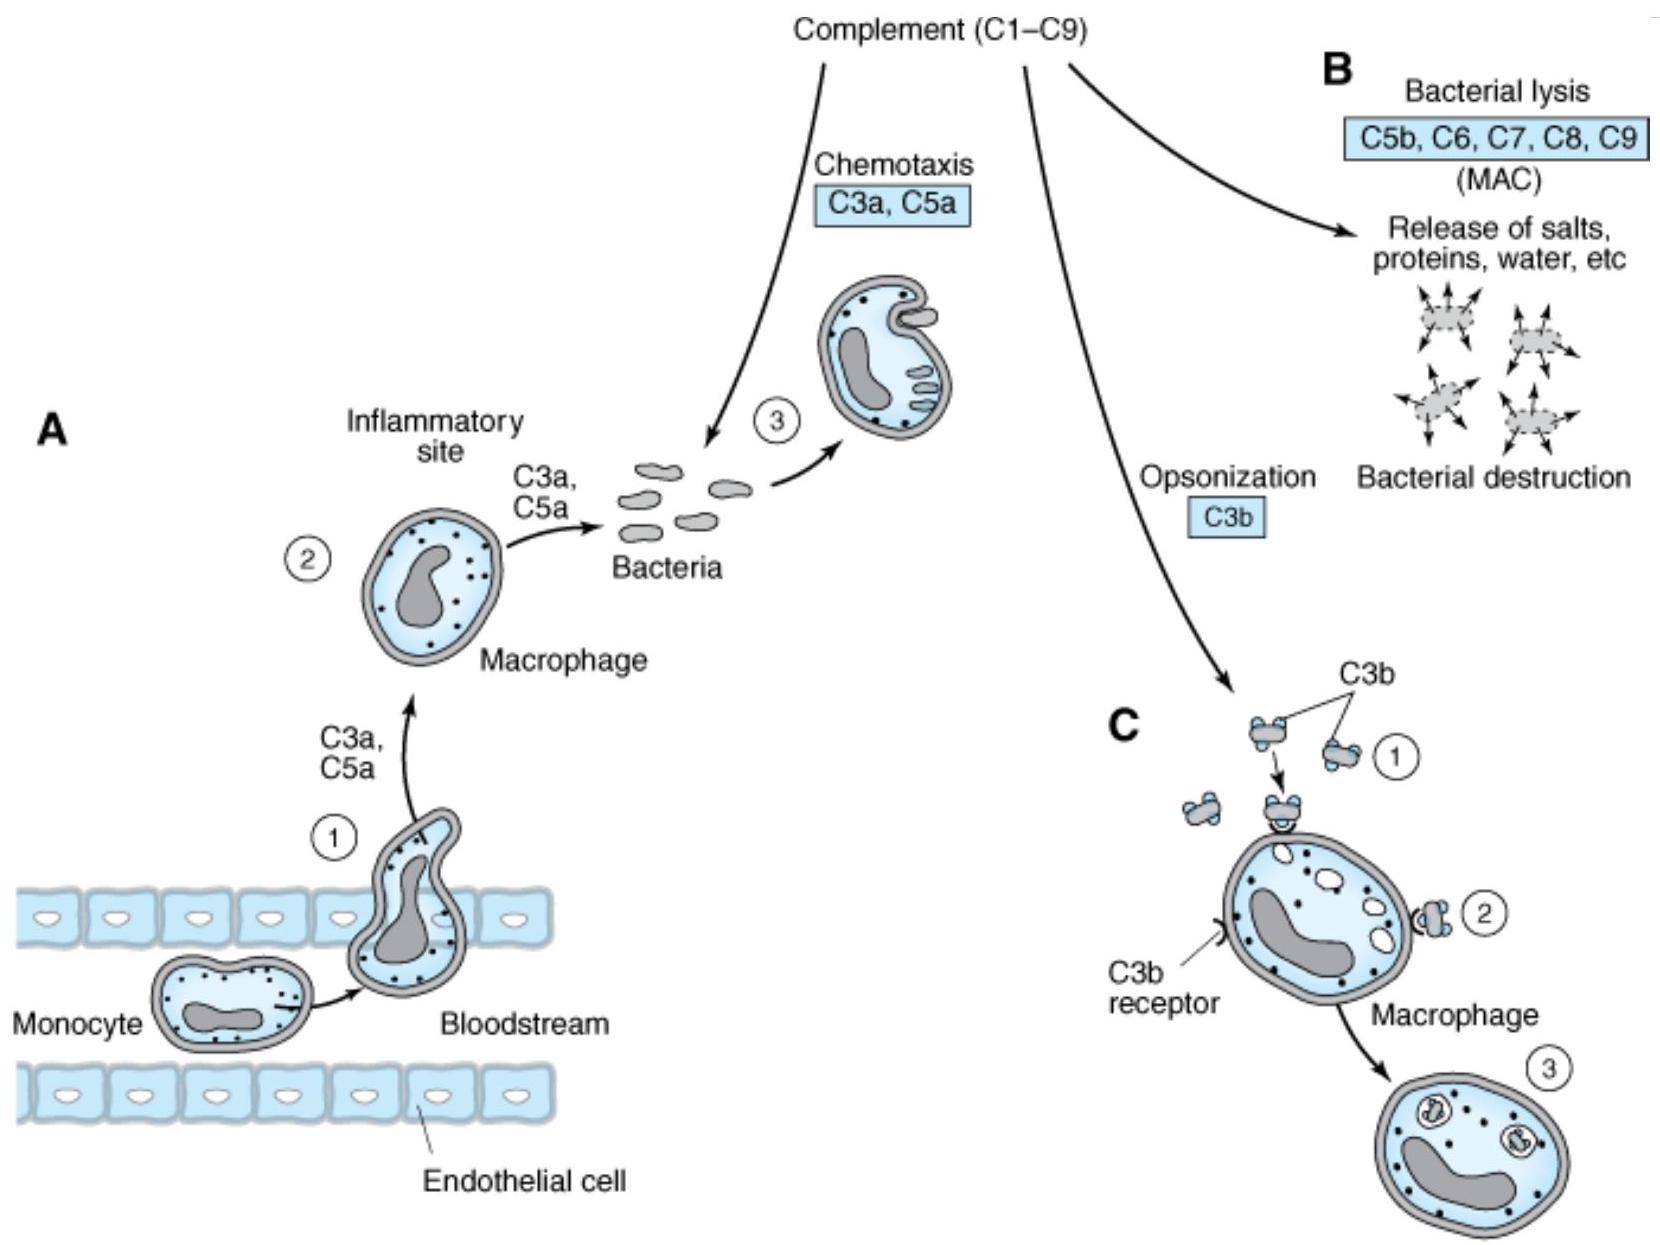 Complement (C1–C9)
B
Bacterial lysis
C5b, C6, C7, C8, C9
(MAC)
Release of salts,
proteins, water, etc
Bacterial destruction
Chemotaxis
C3a, C5a
A
Inflammatory
site
C3a,
C5a
3
2
Bacteria
Macrophage
C3a,
C5a
1
Monocyte
Bloodstream
Endothelial cell
Opsonization
C3b
C
C3b
1
2
C3b
receptor
Macrophage
3